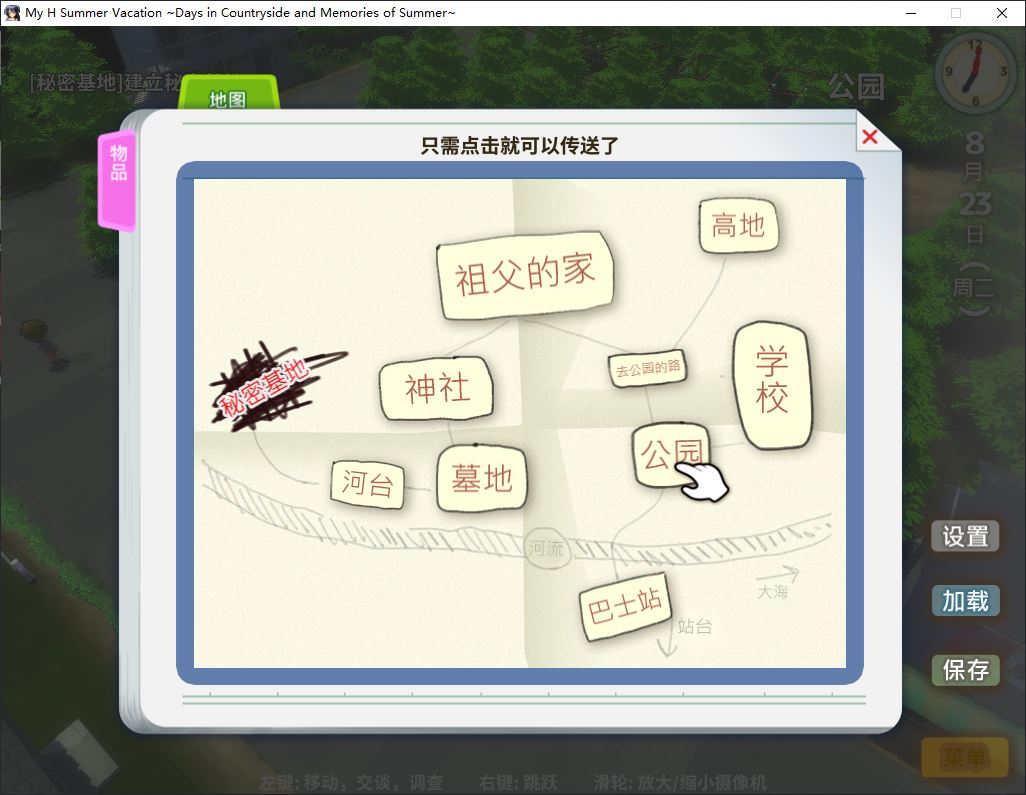 My H Summer Vacation ~Days in Countryside and Memories of Summer~
[秘密基地]建立秘
公园
12
3
6
9
地图
物品
只需点击就可以传送了
8
月
23
日
(周二)
高地
祖父的家
去公园的路
学校
秘密基地
神社
公园
河台
墓地
河流
大海
巴士站
站台
设置
加载
保存
菜单
左键: 移动，交谈，调查
右键: 跳跃
滑轮: 放大/缩小摄像机